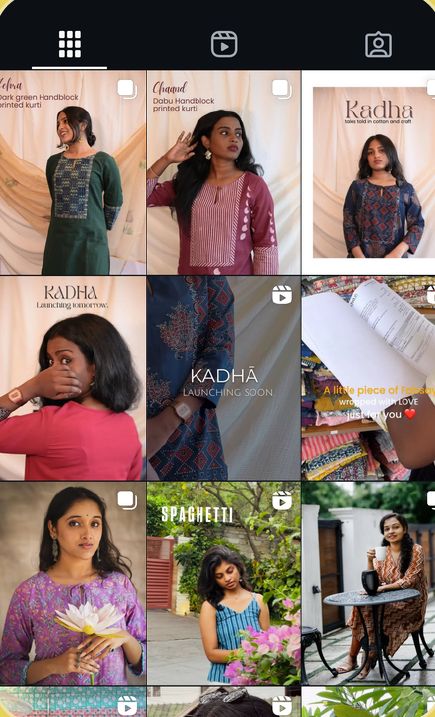 Dark green Handblock
printed kurti
Chaand
Dabu Handblock
printed kurti
Kadha
tales told in cotton and craft
KADHA
Launching tomorrow.
KADHĀ
LAUNCHING SOON
A little piece of
wrapped with LOVE
just for you ❤️
SPAGHETTI